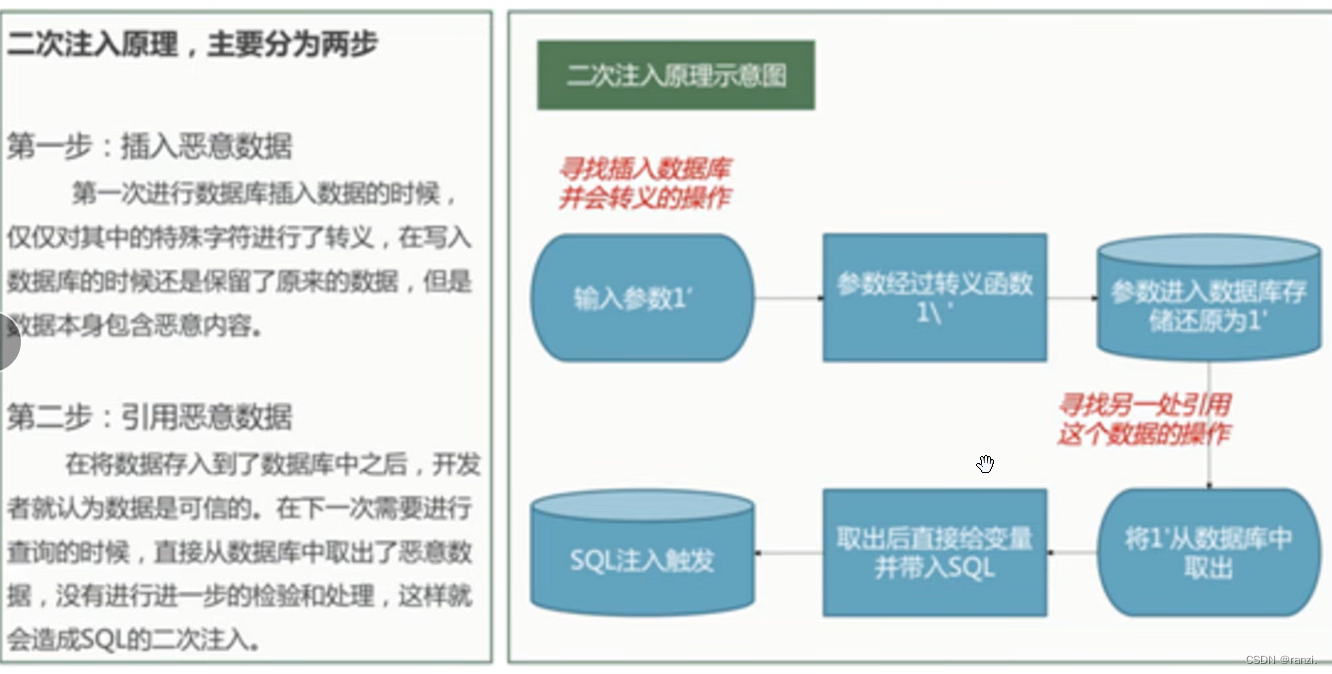 二次注入原理，主要分为两步
第一步：插入恶意数据
第一次进行数据库插入数据的时候，
仅仅对其中的特殊字符进行了转义，在写入
数据库的时候还是保留了原来的数据，但是
数据本身包含恶意内容。
第二步：引用恶意数据
在将数据存入到了数据库中之后，开发
者就认为数据是可信的。在下一次需要进行
查询的时候，直接从数据库中取出了恶意数
据，没有进行进一步的检验和处理，这样就
会造成SQL的二次注入。
二次注入原理示意图
寻找插入数据库
并会转义的操作
输入参数1'
参数经过转义函数
1\ '
参数进入数据库存
储还原为1'
寻找另一处引用
这个数据的操作
将1'从数据库中
取出
取出后直接给变量
并带入SQL
SQL注入触发
CSDN @ranzi.